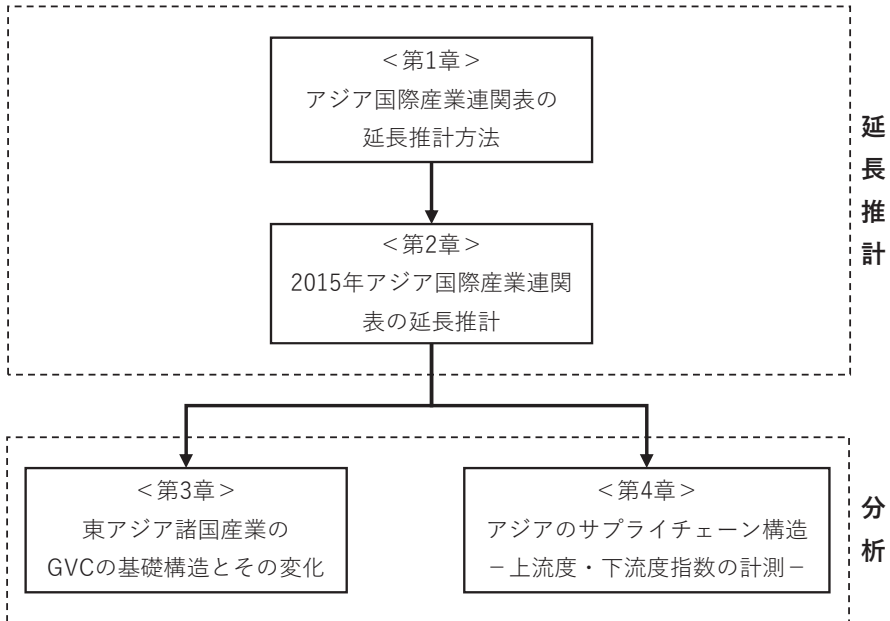 ＜第1章＞
アジア国際産業連関表の
延長推計方法
＜第2章＞
2015年アジア国際産業連関
表の延長推計
延長推計
＜第3章＞
東アジア諸国産業の
GVCの基礎構造とその変化
＜第4章＞
アジアのサプライチェーン構造
－上流度・下流度指数の計測－
分析